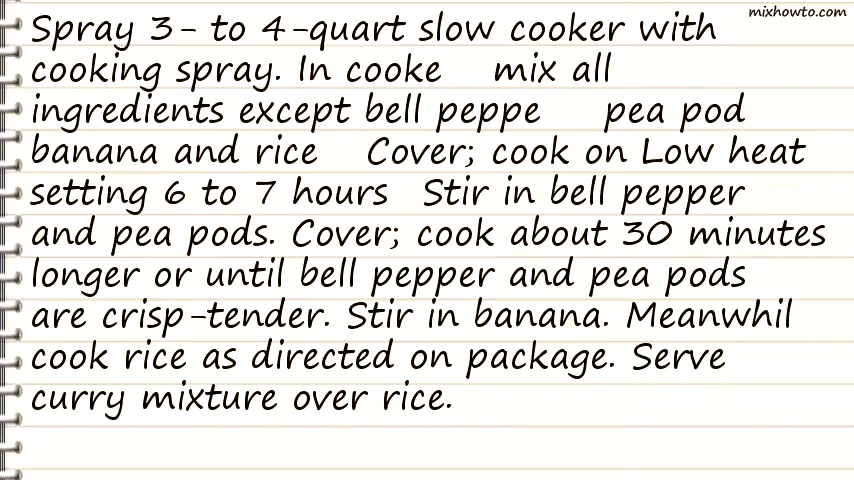 mixhowto.com
Spray 3- to 4-quart slow cooker with
cooking spray. In cooke mix all
ingredients except bell peppe pea pod
banana and rice Cover; cook on Low heat
setting 6 to 7 hours Stir in bell pepper
and pea pods. Cover; cook about 30 minutes
longer or until bell pepper and pea pods
are crisp-tender. Stir in banana. Meanwhil
cook rice as directed on package. Serve
curry mixture over rice.